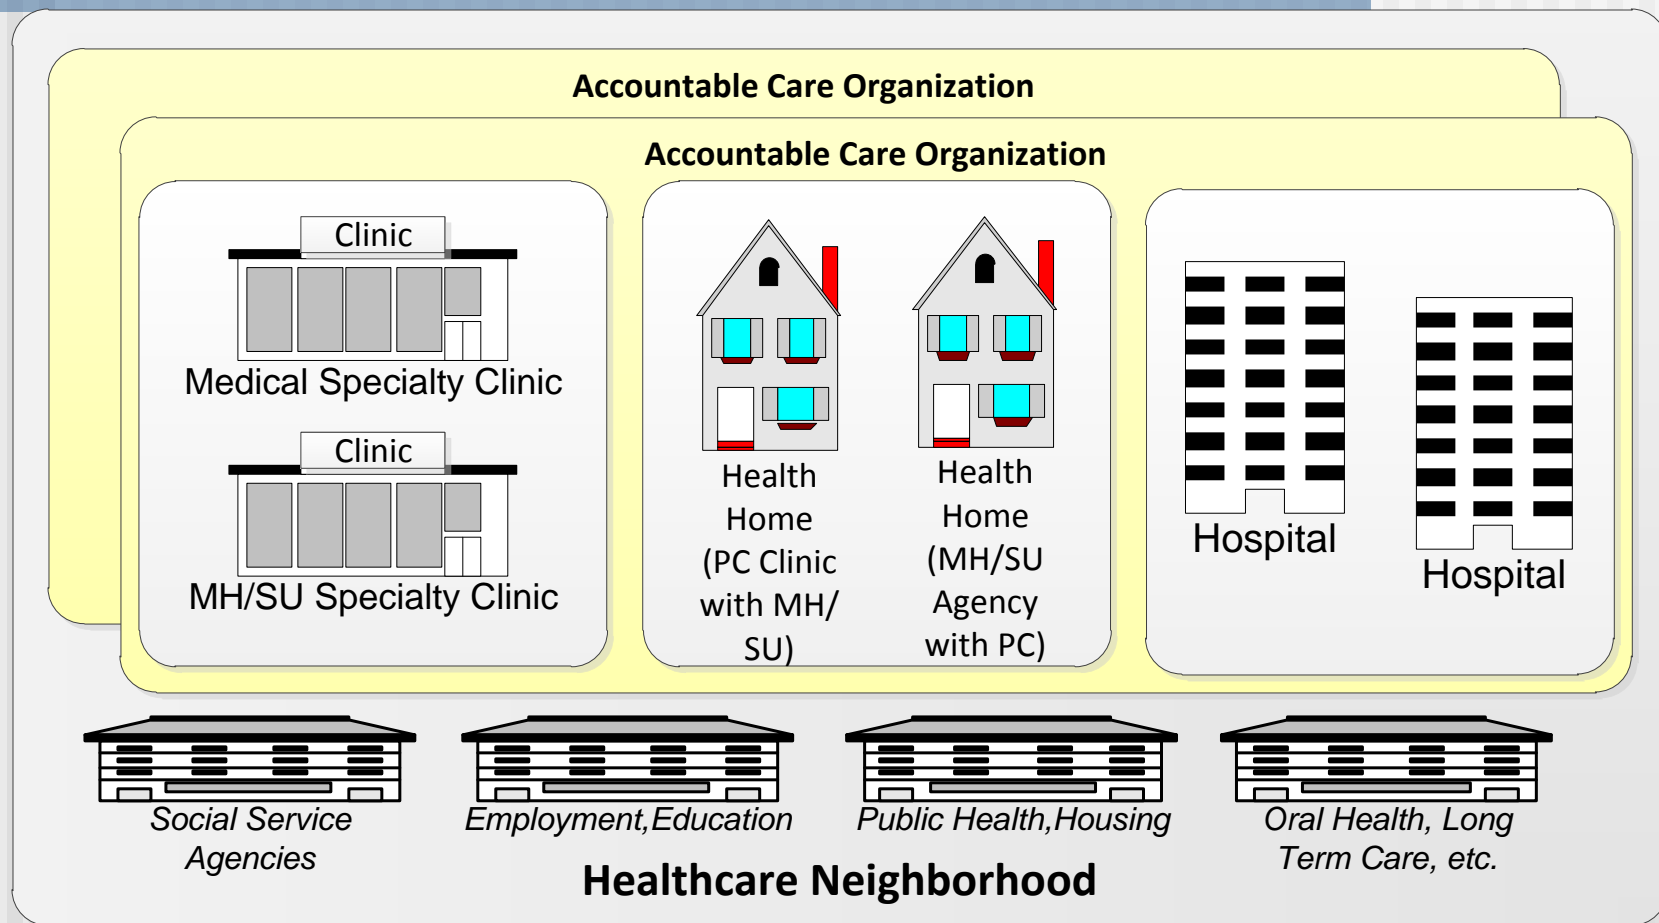 Accountable Care Organization
Accountable Care Organization
Clinic
Medical Specialty Clinic
Clinic
MH/SU Specialty Clinic
Health
Home
(PC Clinic
with MH/
SU)
Health
Home
(MH/SU
Agency
with PC)
Hospital
Hospital
Social Service
Agencies
Employment,Education
Public Health,Housing
Oral Health, Long
Term Care, etc.
Healthcare Neighborhood